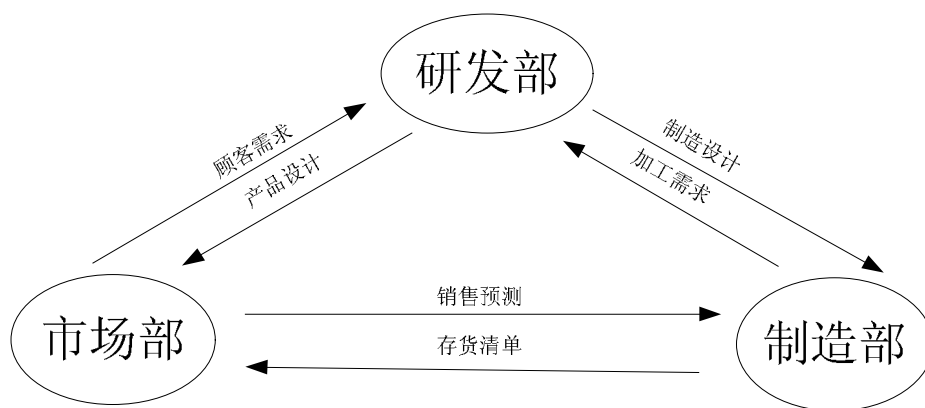 研发部
顾客需求
产品设计
制造设计
加工需求
销售预测
存货清单
市场部
制造部